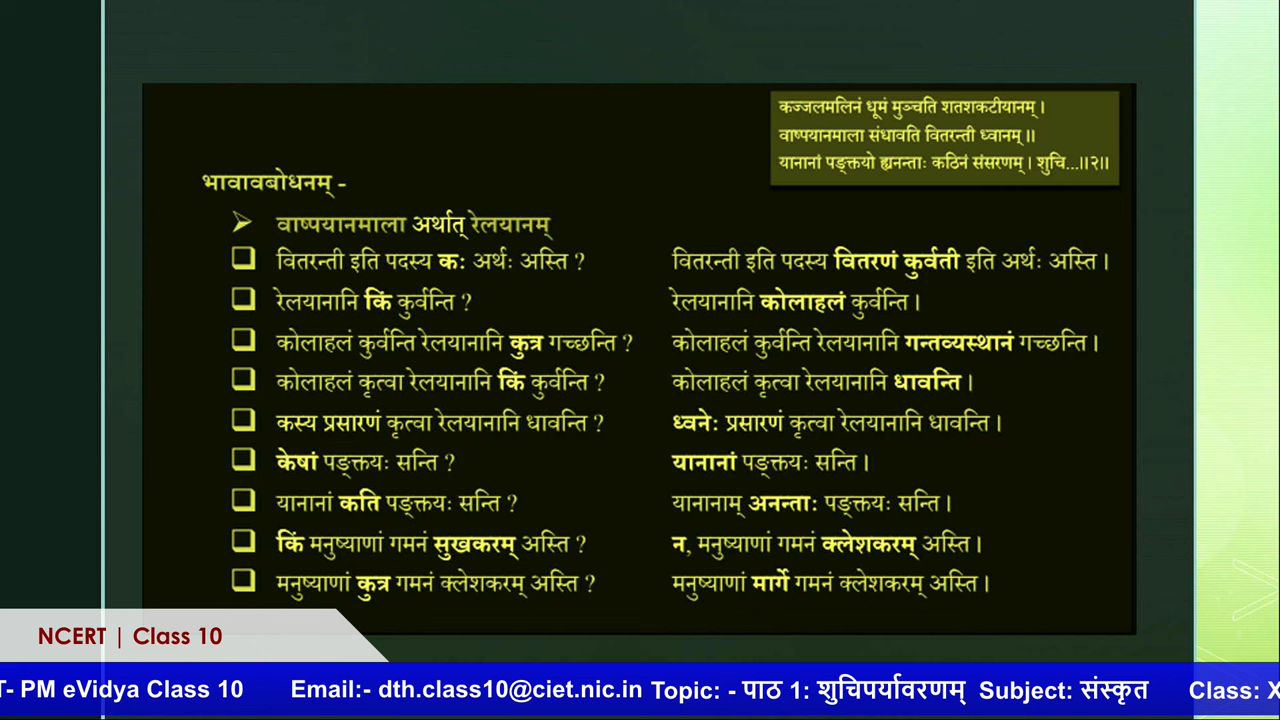 कज्जलमलिनं धूमं मुञ्चति शतशकटीयानम् ।
वाष्पयानमाला संधावति वितरन्ती ध्वानम् ॥
यानानां पङ्क्तयो ह्यनन्ताः कठिनं संसरणम् । शुचि...॥२॥
भावावबोधनम् -
वाष्पयानमाला अर्थात् रेलयानम्
वितरन्ती इति पदस्य कः अर्थः अस्ति ? वितरन्ती इति पदस्य वितरणं कुर्वती इति अर्थः अस्ति ।
रेलयानानि किं कुर्वन्ति ? रेलयानानि कोलाहलं कुर्वन्ति ।
कोलाहलं कुर्वन्ति रेलयानानि कुत्र गच्छन्ति ? कोलाहलं कुर्वन्ति रेलयानानि गन्तव्यस्थानं गच्छन्ति ।
कोलाहलं कृत्वा रेलयानानि किं कुर्वन्ति ? कोलाहलं कृत्वा रेलयानानि धावन्ति ।
कस्य प्रसारणं कृत्वा रेलयानानि धावन्ति ? ध्वनेः प्रसारणं कृत्वा रेलयानानि धावन्ति ।
केषां पङ्क्तयः सन्ति ? यानानां पङ्क्तयः सन्ति ।
यानानां कति पङ्क्तयः सन्ति ? यानानाम् अनन्ताः पङ्क्तयः सन्ति ।
किं मनुष्याणां गमनं सुखकरम् अस्ति ? न, मनुष्याणां गमनं क्लेशकरम् अस्ति ।
मनुष्याणां कुत्र गमनं क्लेशकरम् अस्ति ? मनुष्याणां मार्गे गमनं क्लेशकरम् अस्ति ।
NCERT | Class 10
T- PM eVidya Class 10 Email:- dth.class10@ciet.nic.in Topic: - पाठ 1: शुचिपर्यावरणम् Subject: संस्कृत Class: X